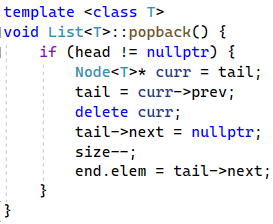 template <class T>
void List<T>::popback() {
    if (head != nullptr) {
        Node<T>* curr = tail;
        tail = curr->prev;
        delete curr;
        tail->next = nullptr;
        size--;
        end.elem = tail->next;
    }
}